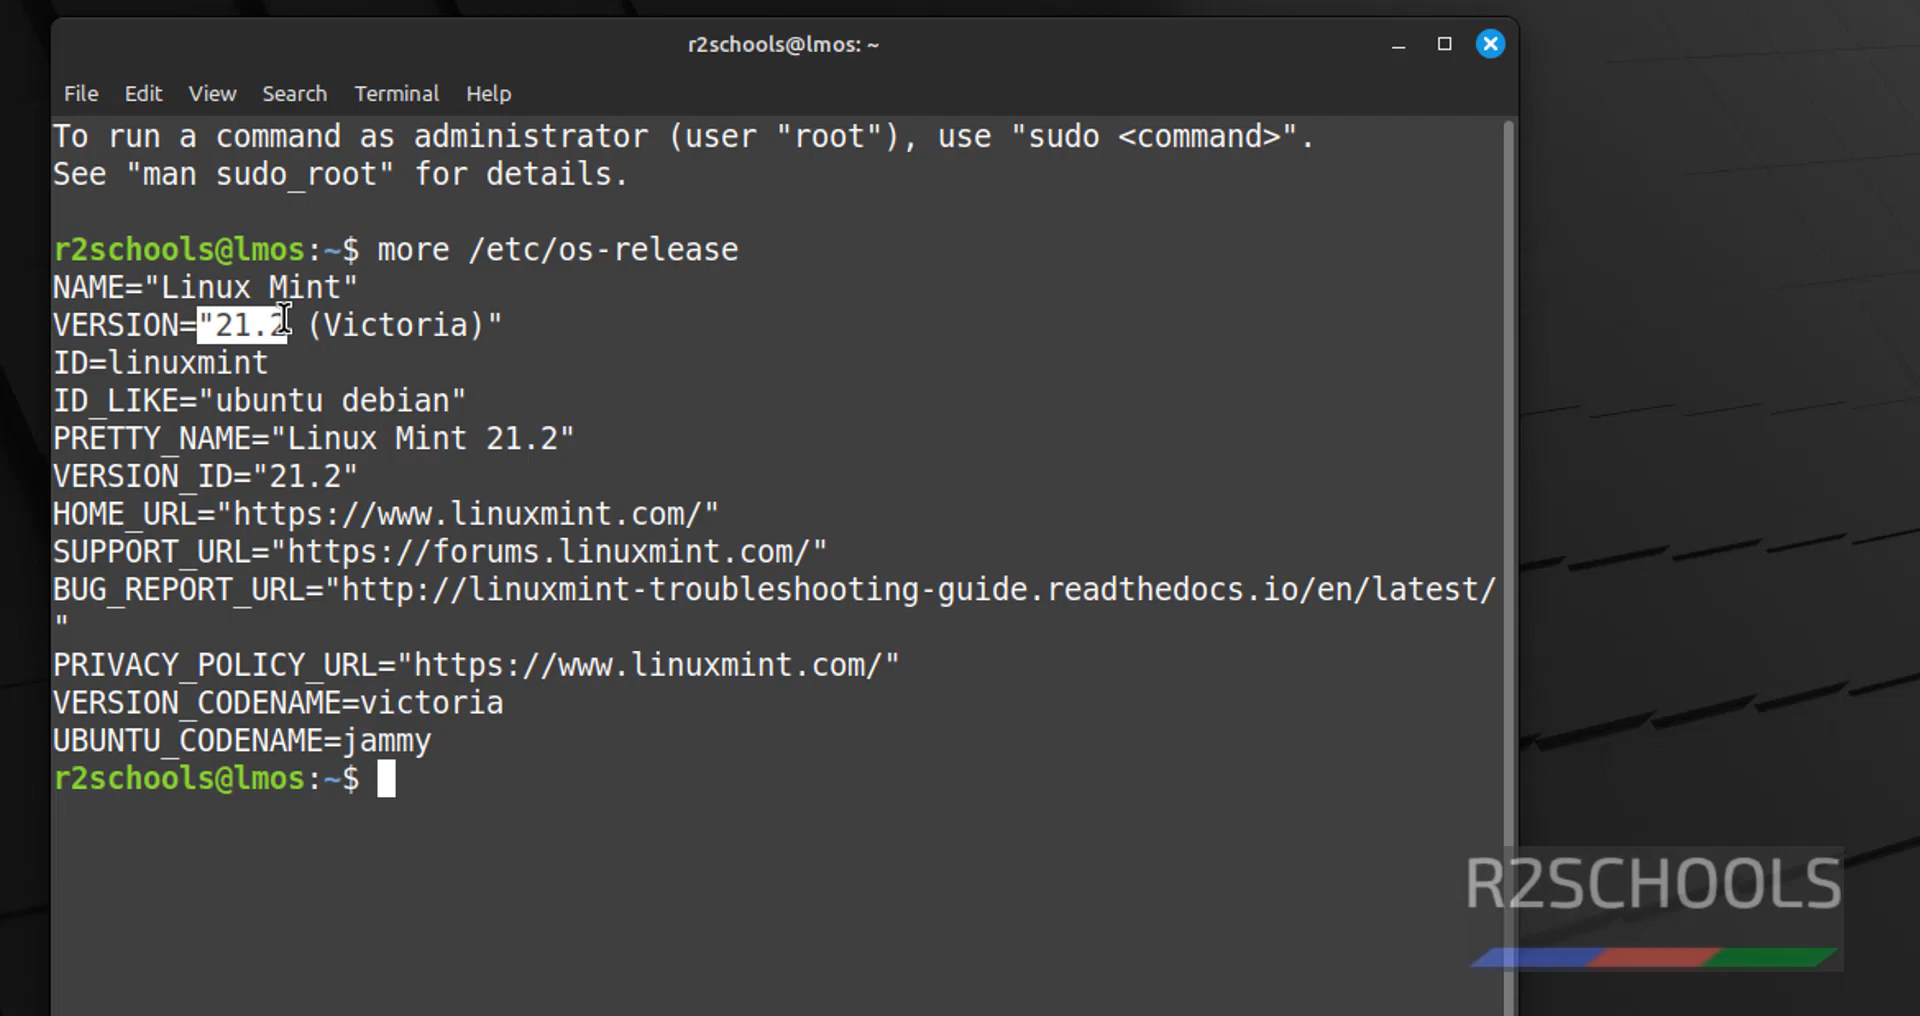 r2schools@lmos: ~
File Edit View Search Terminal Help
To run a command as administrator (user "root"), use "sudo <command>".
See "man sudo_root" for details.
r2schools@lmos:~$ more /etc/os-release
NAME="Linux Mint"
VERSION="21.2 (Victoria)"
ID=linuxmint
ID_LIKE="ubuntu debian"
PRETTY_NAME="Linux Mint 21.2"
VERSION_ID="21.2"
HOME_URL="https://www.linuxmint.com/"
SUPPORT_URL="https://forums.linuxmint.com/"
BUG_REPORT_URL="http://linuxmint-troubleshooting-guide.readthedocs.io/en/latest/
"
PRIVACY_POLICY_URL="https://www.linuxmint.com/"
VERSION_CODENAME=victoria
UBUNTU_CODENAME=jammy
r2schools@lmos:~$
R2SCHOOLS